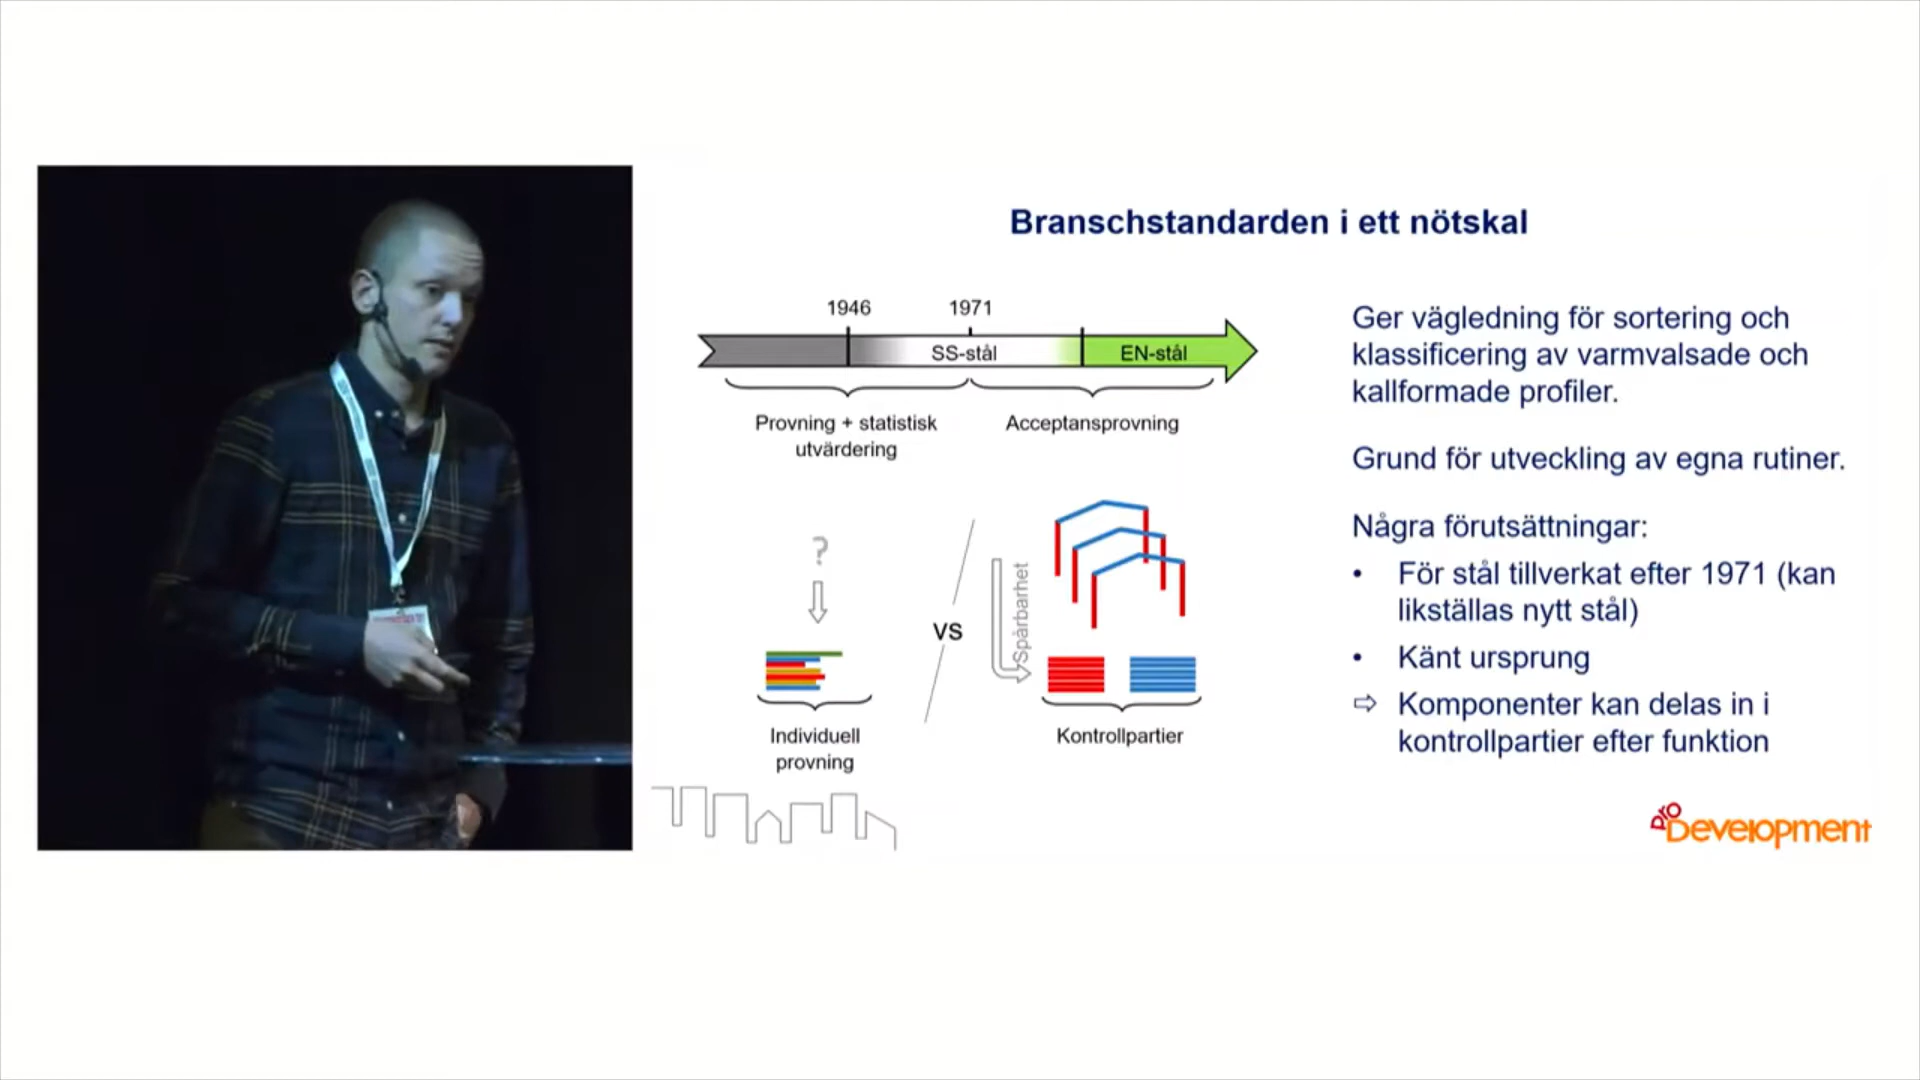 Branschstandarden i ett nötskal
1946
1971
SS-stål
EN-stål
Provning + statistisk
utvärdering
Acceptansprovning
?
vs
Spårbarhet
Individuell
provning
Kontrollpartier
Ger vägledning för sortering och
klassificering av varmvalsade och
kallformade profiler.
Grund för utveckling av egna rutiner.
Några förutsättningar:
• För stål tillverkat efter 1971 (kan
likställas nytt stål)
• Känt ursprung
⇨ Komponenter kan delas in i
kontrollpartier efter funktion
pro
Development